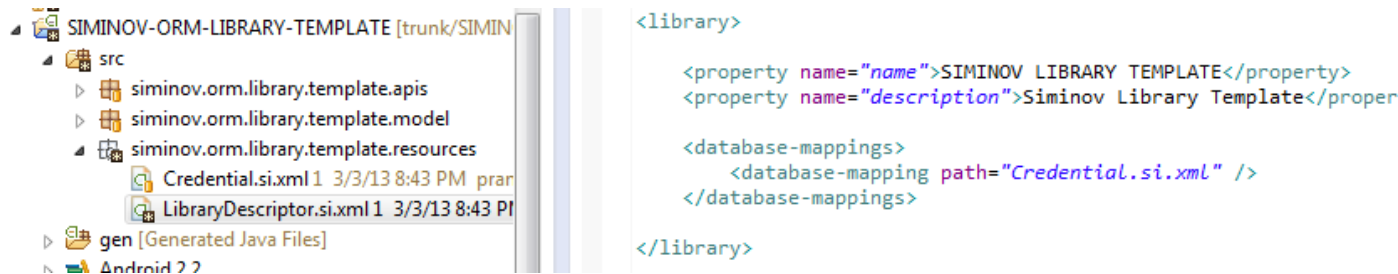 SIMINOV-ORM-LIBRARY-TEMPLATE [trunk/SIMIN
src
siminov.orm.library.template.apis
siminov.orm.library.template.model
siminov.orm.library.template.resources
Credential.si.xml 1 3/3/13 8:43 PM pran
LibraryDescriptor.si.xml 1 3/3/13 8:43 PM
gen [Generated Java Files]
Android 2.2
<library>
<property name="name">SIMINOV LIBRARY TEMPLATE</property>
<property name="description">Siminov Library Template</proper
<database-mappings>
<database-mapping path="Credential.si.xml" />
</database-mappings>
</library>